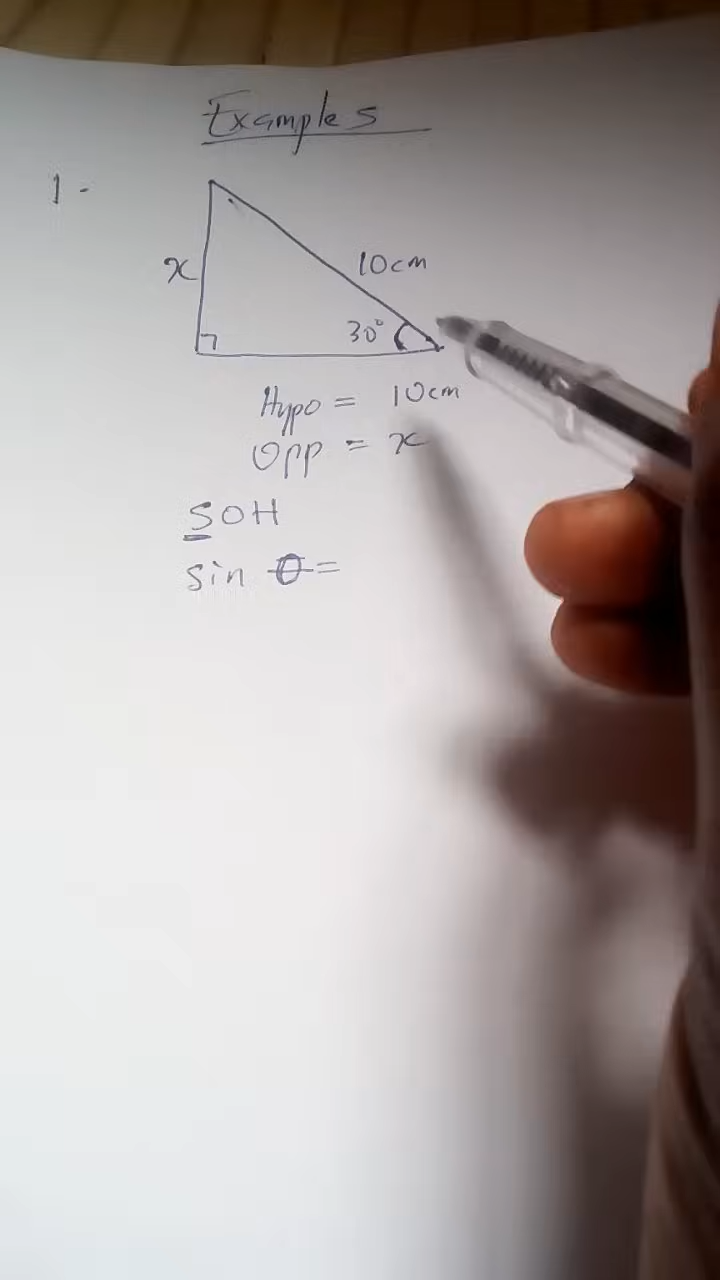 Examples
1-
x
10cm
30°
Hypo = 10cm
Opp = x
SOH
sin θ=